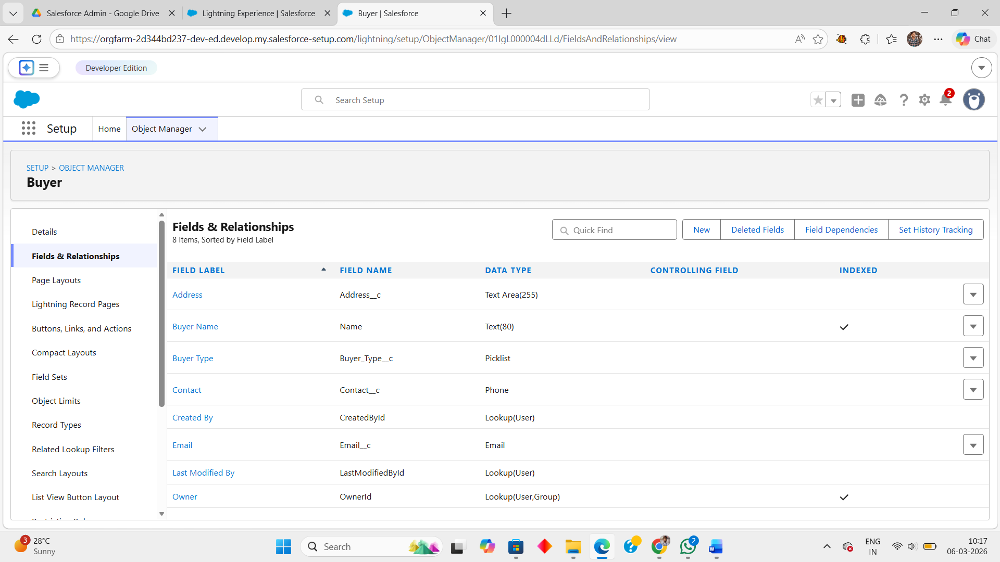 Salesforce Admin - Google Drive
Lightning Experience | Salesforce
Buyer | Salesforce
https://orgfarm-2d344bd237-dev-ed.develop.my.salesforce-setup.com/lightning/setup/ObjectManager/01IgL000004dLLd/FieldsAndRelationships/view
Chat
Developer Edition
Search Setup
2
Setup
Home
Object Manager
SETUP > OBJECT MANAGER
Buyer
Details
Fields & Relationships
Page Layouts
Lightning Record Pages
Buttons, Links, and Actions
Compact Layouts
Field Sets
Object Limits
Record Types
Related Lookup Filters
Search Layouts
List View Button Layout
Fields & Relationships
8 Items, Sorted by Field Label
Quick Find
New
Deleted Fields
Field Dependencies
Set History Tracking
FIELD LABEL FIELD NAME DATA TYPE CONTROLLING FIELD INDEXED
Address Address__c Text Area(255)
Buyer Name Name Text(80)
Buyer Type Buyer_Type__c Picklist
Contact Contact__c Phone
Created By CreatedById Lookup(User)
Email Email__c Email
Last Modified By LastModifiedById Lookup(User)
Owner OwnerId Lookup(User,Group)
3
28°C
Sunny
Search
2
ENG
IN
10:17
06-03-2026